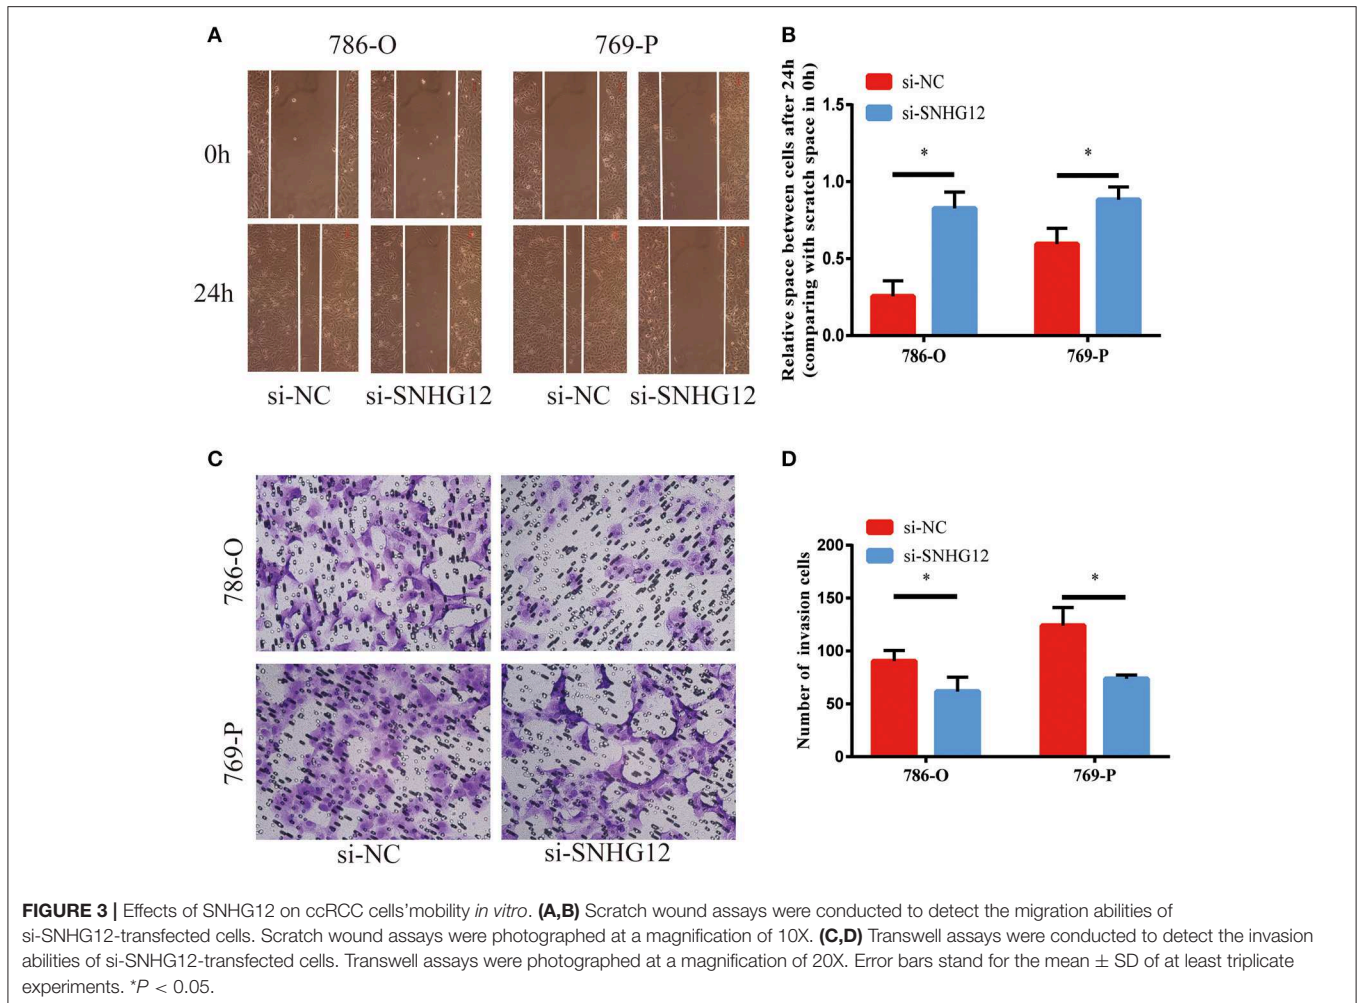 A
786-O
769-P
0h
24h
si-NC
si-SNHG12
si-NC
si-SNHG12
B
si-NC
si-SNHG12
Relative space between cells after 24h
(comparing with scratch space in 0h)
1.5
1.0
0.5
0.0
*
*
786-O
769-P
C
786-O
769-P
si-NC
si-SNHG12
D
si-NC
si-SNHG12
Number of invasion cells
200
150
100
50
0
*
*
786-O
769-P
FIGURE 3 | Effects of SNHG12 on ccRCC cells'mobility in vitro. (A,B) Scratch wound assays were conducted to detect the migration abilities of
si-SNHG12-transfected cells. Scratch wound assays were photographed at a magnification of 10X. (C,D) Transwell assays were conducted to detect the invasion
abilities of si-SNHG12-transfected cells. Transwell assays were photographed at a magnification of 20X. Error bars stand for the mean ± SD of at least triplicate
experiments. *P < 0.05.